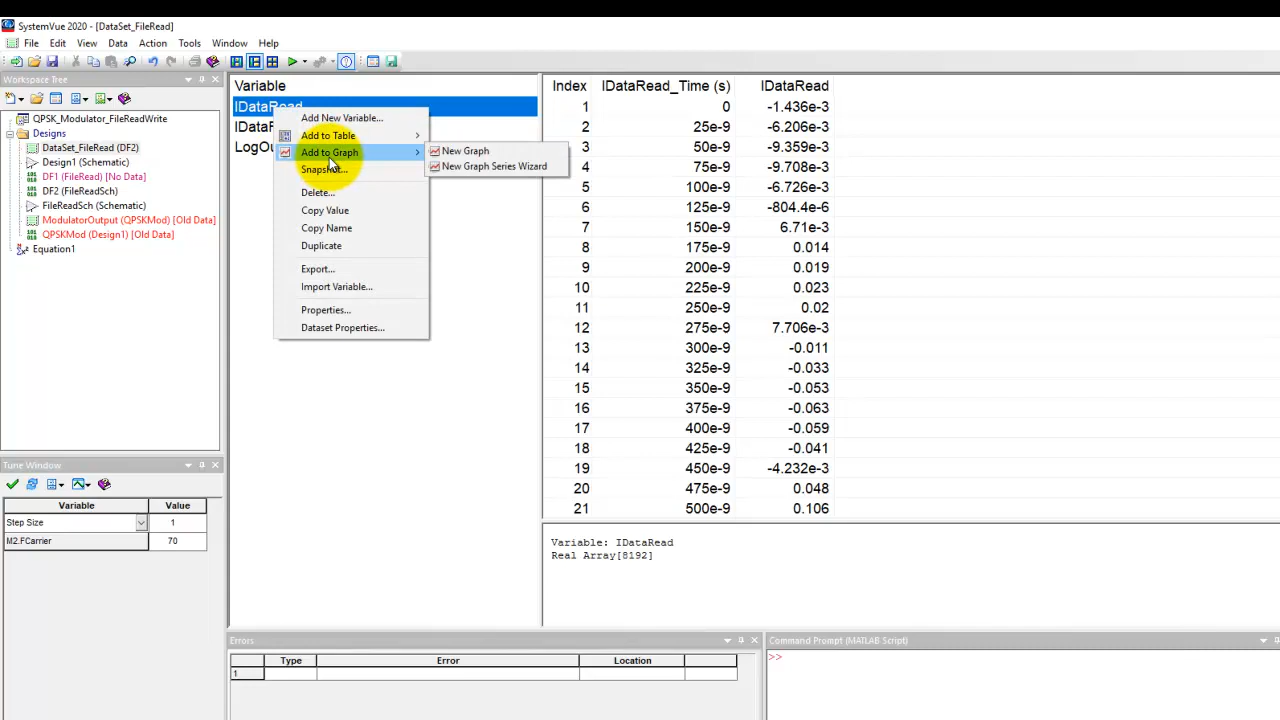 SystemVue 2020 - [DataSet_FileRead]
File Edit View Data Action Tools Window Help
Workspace Tree
QPSK_Modulator_FileReadWrite
Designs
DataSet_FileRead (DF2)
Design1 (Schematic)
DF1 (FileRead) [No Data]
DF2 (FileReadSch)
FileReadSch (Schematic)
ModulatorOutput (QPSKMod) [Old Data]
QPSKMod (Design1) [Old Data]
Equation1
Tune Window
Variable Value
Step Size 1
M2.FCarrier 70
Variable
IDataRead
Add New Variable...
Add to Table
Add to Graph
Snapshot...
Delete...
Copy Value
Copy Name
Duplicate
Export...
Import Variable...
Properties...
Dataset Properties...
New Graph
New Graph Series Wizard
Index IDataRead_Time (s) IDataRead
1 0 -1.436e-3
2 25e-9 -6.206e-3
3 50e-9 -9.359e-3
4 75e-9 -9.708e-3
5 100e-9 -6.726e-3
6 125e-9 -804.4e-6
7 150e-9 6.71e-3
8 175e-9 0.014
9 200e-9 0.019
10 225e-9 0.023
11 250e-9 0.02
12 275e-9 7.706e-3
13 300e-9 -0.011
14 325e-9 -0.033
15 350e-9 -0.053
16 375e-9 -0.063
17 400e-9 -0.059
18 425e-9 -0.041
19 450e-9 -4.232e-3
20 475e-9 0.048
21 500e-9 0.106
Variable: IDataRead
Real Array[8192]
Errors
Type Error Location
1
Command Prompt (MATLAB Script)
>>